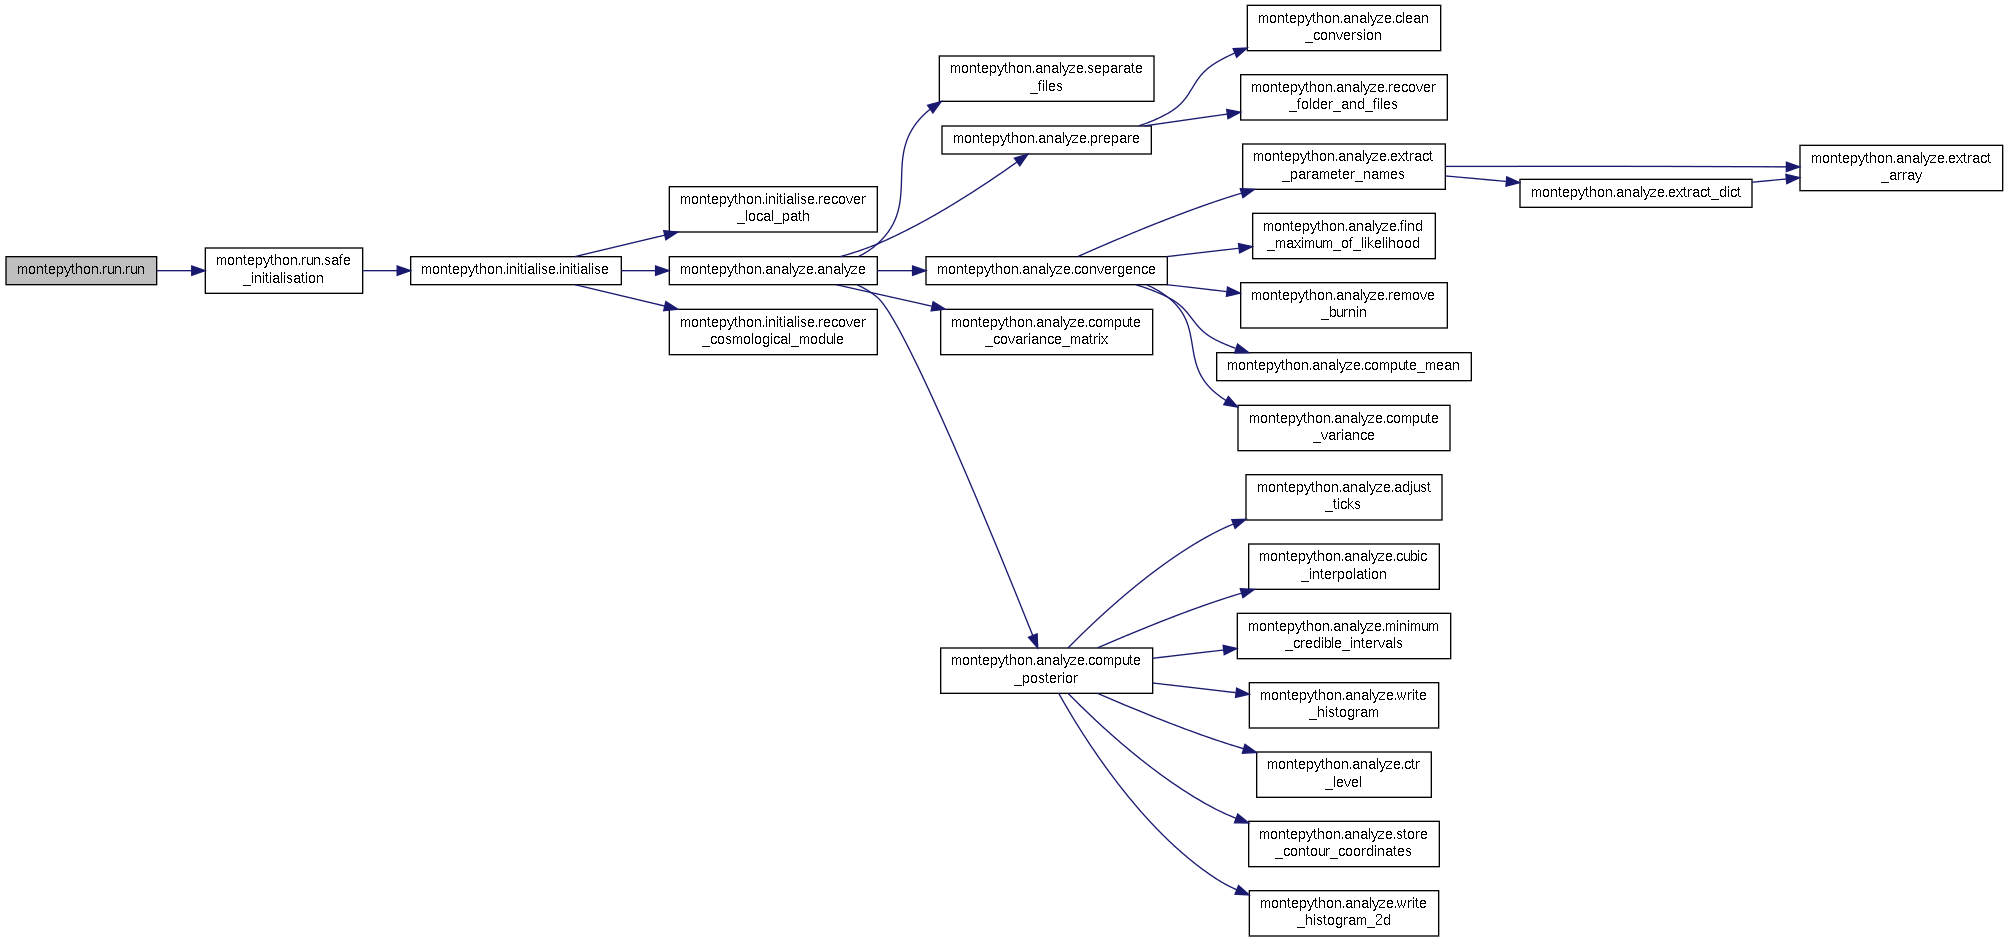 montepython.run.run
montepython.run.safe
_initialisation
montepython.initialise.initialise
montepython.initialise.recover
_local_path
montepython.analyze.analyze
montepython.initialise.recover
_cosmological_module
montepython.analyze.separate
_files
montepython.analyze.prepare
montepython.analyze.convergence
montepython.analyze.compute
_covariance_matrix
montepython.analyze.compute
_posterior
montepython.analyze.clean
_conversion
montepython.analyze.recover
_folder_and_files
montepython.analyze.extract
_parameter_names
montepython.analyze.find
_maximum_of_likelihood
montepython.analyze.remove
_burnin
montepython.analyze.compute_mean
montepython.analyze.compute
_variance
montepython.analyze.adjust
_ticks
montepython.analyze.cubic
_interpolation
montepython.analyze.minimum
_credible_intervals
montepython.analyze.write
_histogram
montepython.analyze.ctr
_level
montepython.analyze.store
_contour_coordinates
montepython.analyze.write
_histogram_2d
montepython.analyze.extract_dict
montepython.analyze.extract
_array